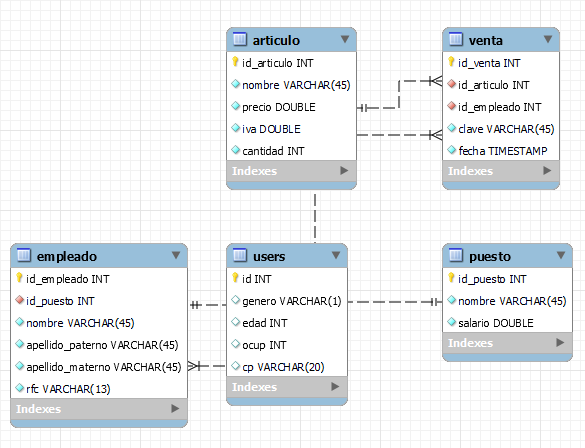 articulo
id_articulo INT
nombre VARCHAR(45)
precio DOUBLE
iva DOUBLE
cantidad INT
Indexes
venta
id_venta INT
id_articulo INT
id_empleado INT
clave VARCHAR(45)
fecha TIMESTAMP
Indexes
empleado
id_empleado INT
id_puesto INT
nombre VARCHAR(45)
apellido_paterno VARCHAR(45)
apellido_materno VARCHAR(45)
rfc VARCHAR(13)
Indexes
users
id INT
genero VARCHAR(1)
edad INT
ocup INT
cp VARCHAR(20)
Indexes
puesto
id_puesto INT
nombre VARCHAR(45)
salario DOUBLE
Indexes